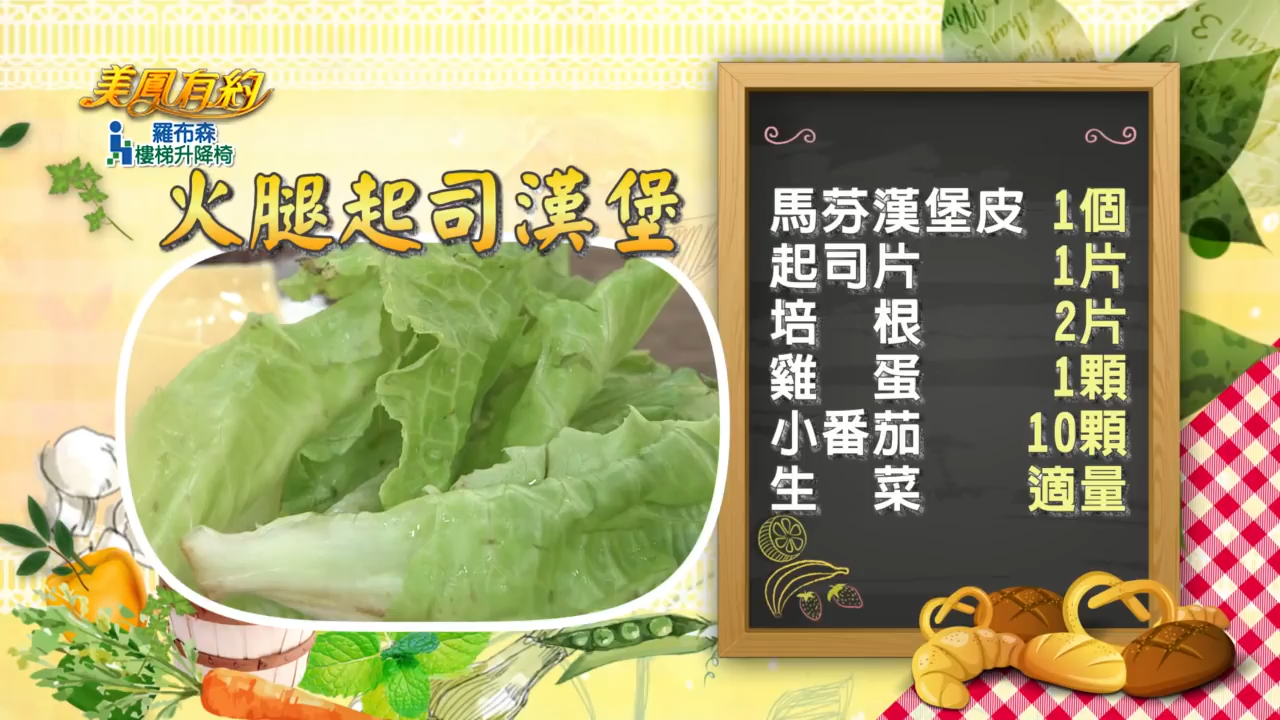 美鳳有約
羅布森
樓梯升降椅
火腿起司漢堡
馬芬漢堡皮 1個
起司片 1片
培根 2片
雞蛋 1顆
小番茄 10顆
生菜 適量